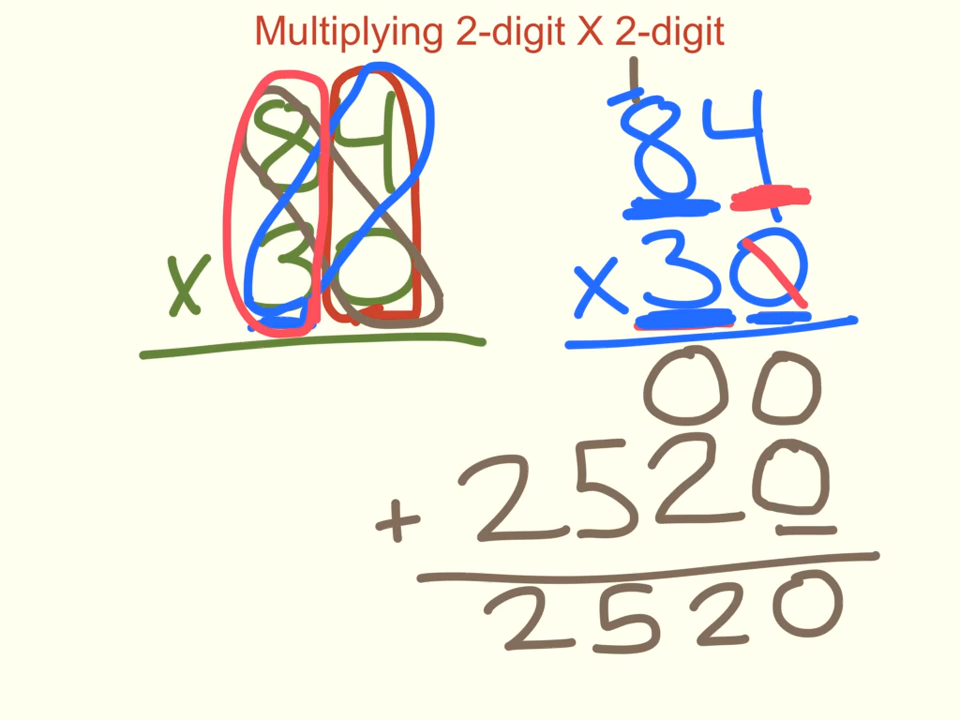 Multiplying 2-digit X 2-digit
84
x 30
1
84
x 30
00
+ 2520
2520